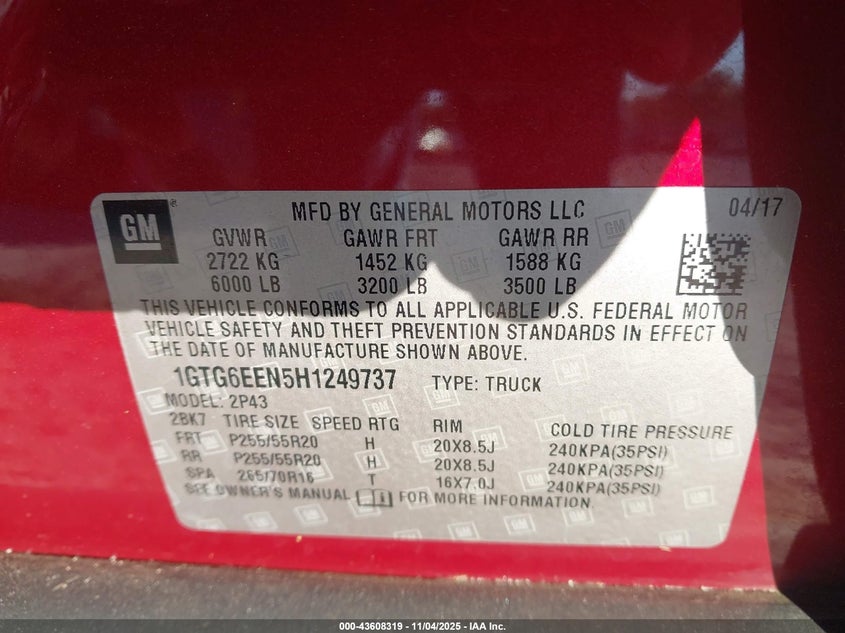 GM ®
MFD BY GENERAL MOTORS LLC 04/17
GVWR GAWR FRT GAWR RR
2722 KG 1452 KG 1588 KG
6000 LB 3200 LB 3500 LB
THIS VEHICLE CONFORMS TO ALL APPLICABLE U.S. FEDERAL MOTOR
VEHICLE SAFETY AND THEFT PREVENTION STANDARDS IN EFFECT ON
THE DATE OF MANUFACTURE SHOWN ABOVE.
1GTG6EEN5H1249737 TYPE: TRUCK
MODEL: 2P43
2BK7 TIRE SIZE SPEED RTG RIM COLD TIRE PRESSURE
FRT P255/55R20 H 20X8.5J 240KPA(35PSI)
RR P255/55R20 H 20X8.5J 240KPA(35PSI)
SPA 265/70R16 T 16X7.0J 240KPA(35PSI)
SEE OWNER'S MANUAL FOR MORE INFORMATION.
000-43608319 - 11/04/2025 - IAA Inc.